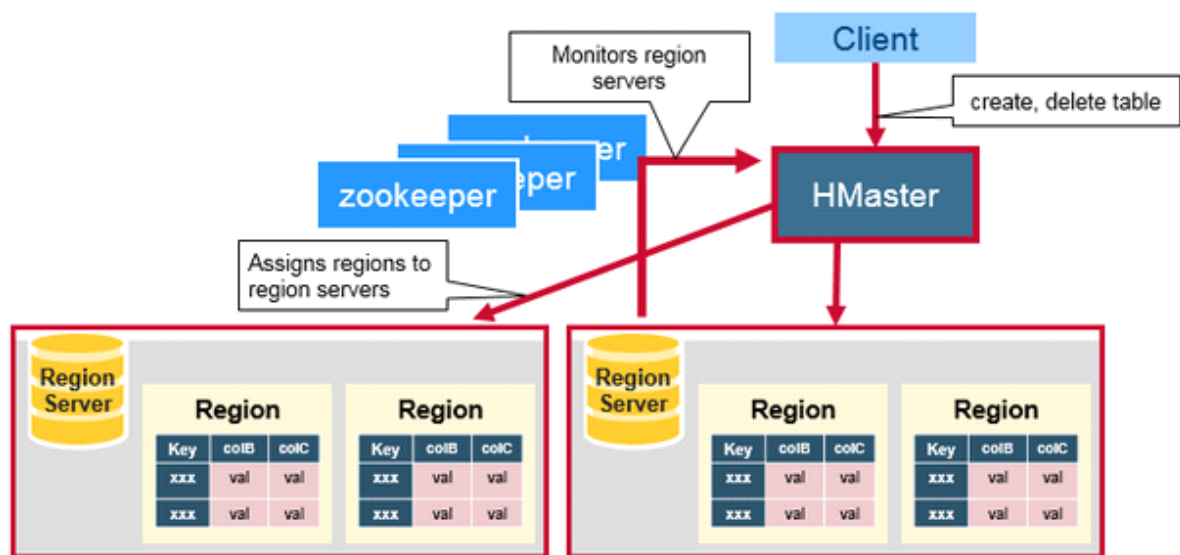 Client
Monitors region
servers
create, delete table
eper
zookeeper
HMaster
Assigns regions to
region servers
Region
Server
Region
Key colB colC
xxx val val
xxx val val
Region
Key colB colC
xxx val val
xxx val val
Region
Server
Region
Key colB colC
xxx val val
xxx val val
Region
Key colB colC
xxx val val
xxx val val